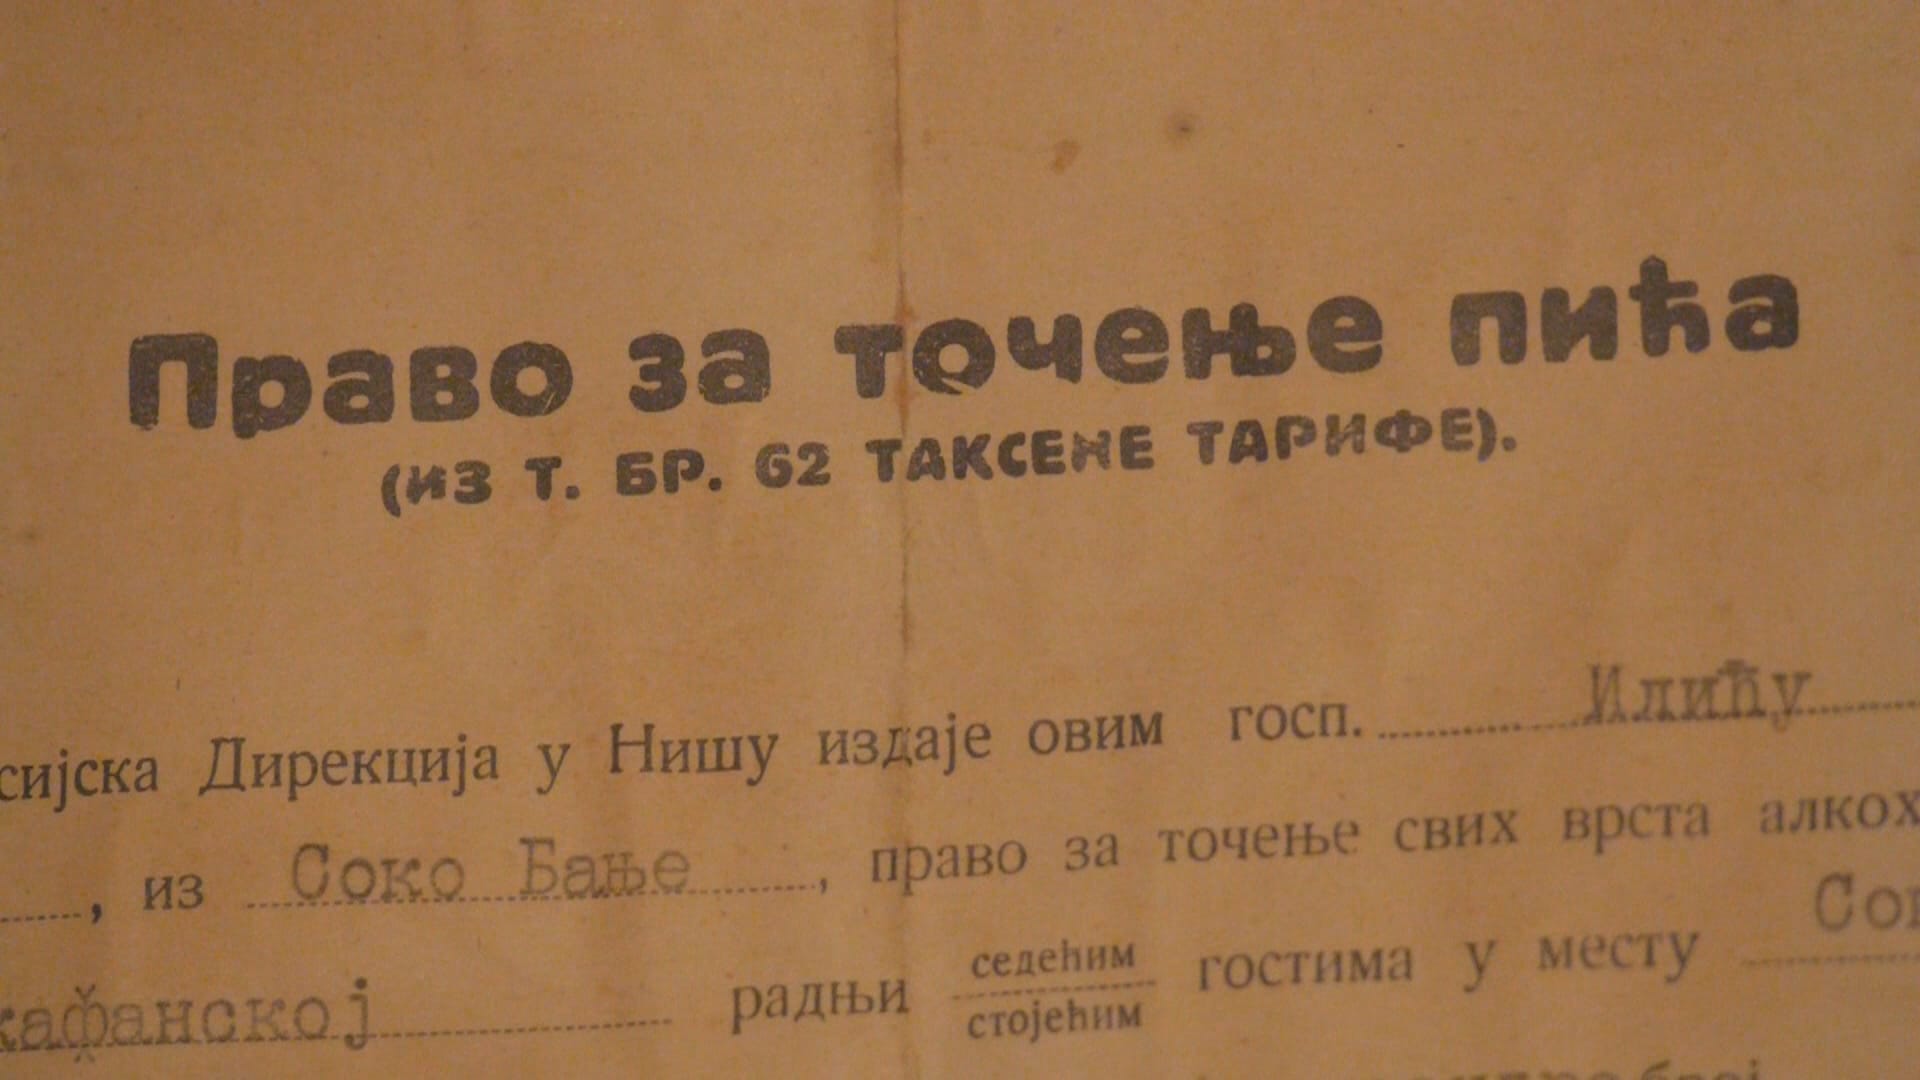 Право за точење пића
(ИЗ Т. БР. 62 ТАКСЕНЕ ТАРИФЕ).
сијска Дирекција у Нишу издаје овим госп. Илићу
, из Соко Бање, право за точење свих врста алкох
кафанској радњи седећим гостима у месту Сок
стојећим